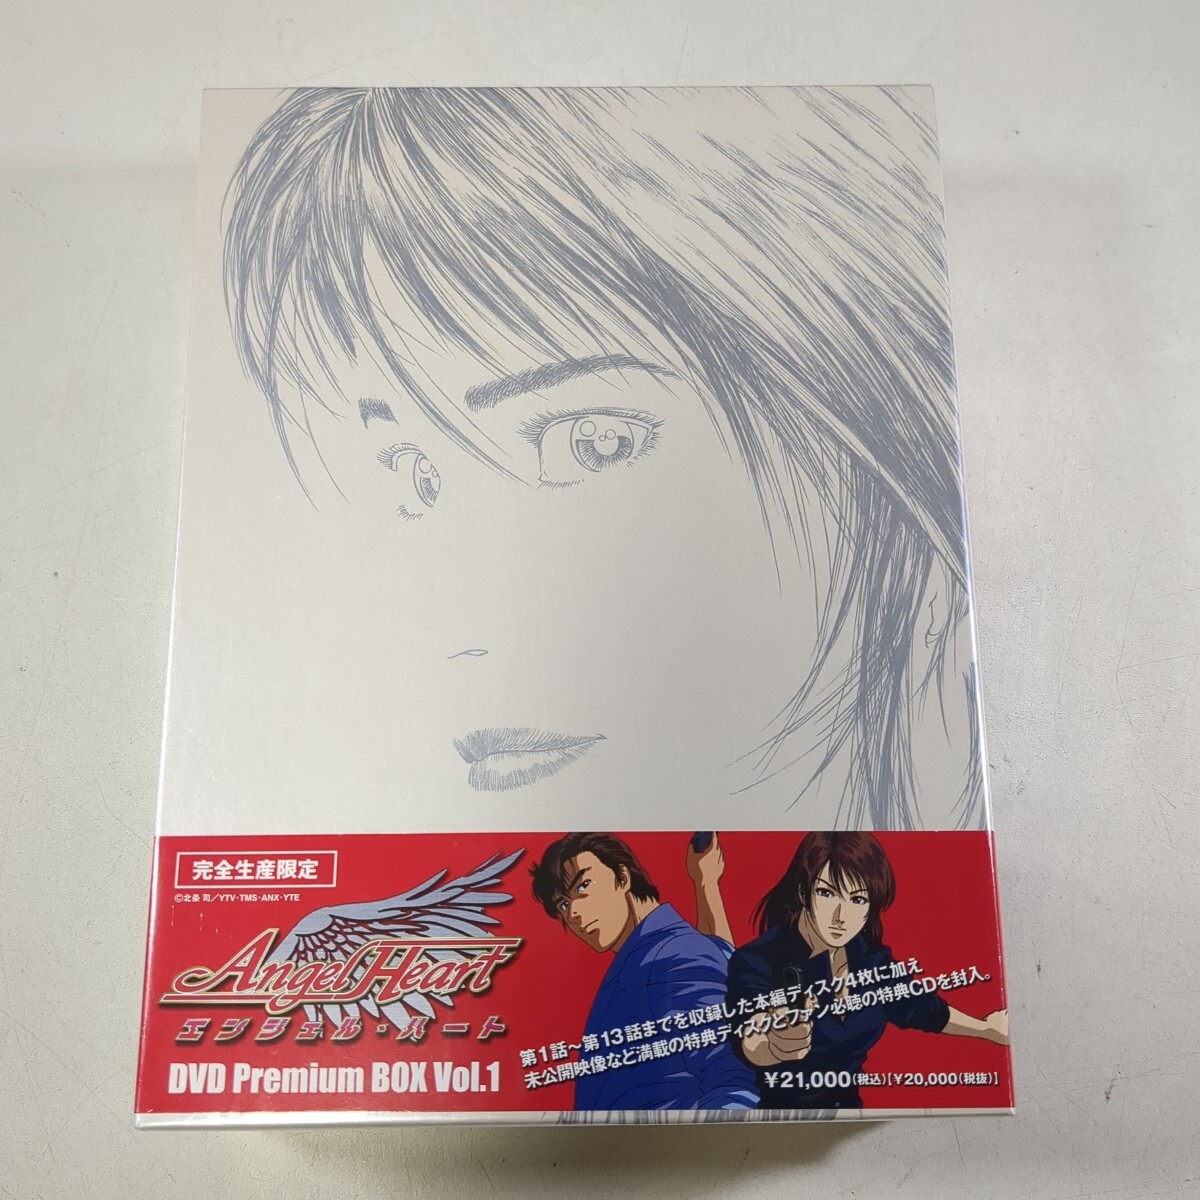 完全生産限定
©北条 司/YTV・TMS・ANX・YTE
Angel Heart
エンジェル・ハート
DVD Premium BOX Vol.1
第1話～第13話までを収録した本編ディスク4枚に加え
未公開映像など満載の特典ディスクとファン必聴の特典CDを封入。
¥21,000(税込)[¥20,000(税抜)]